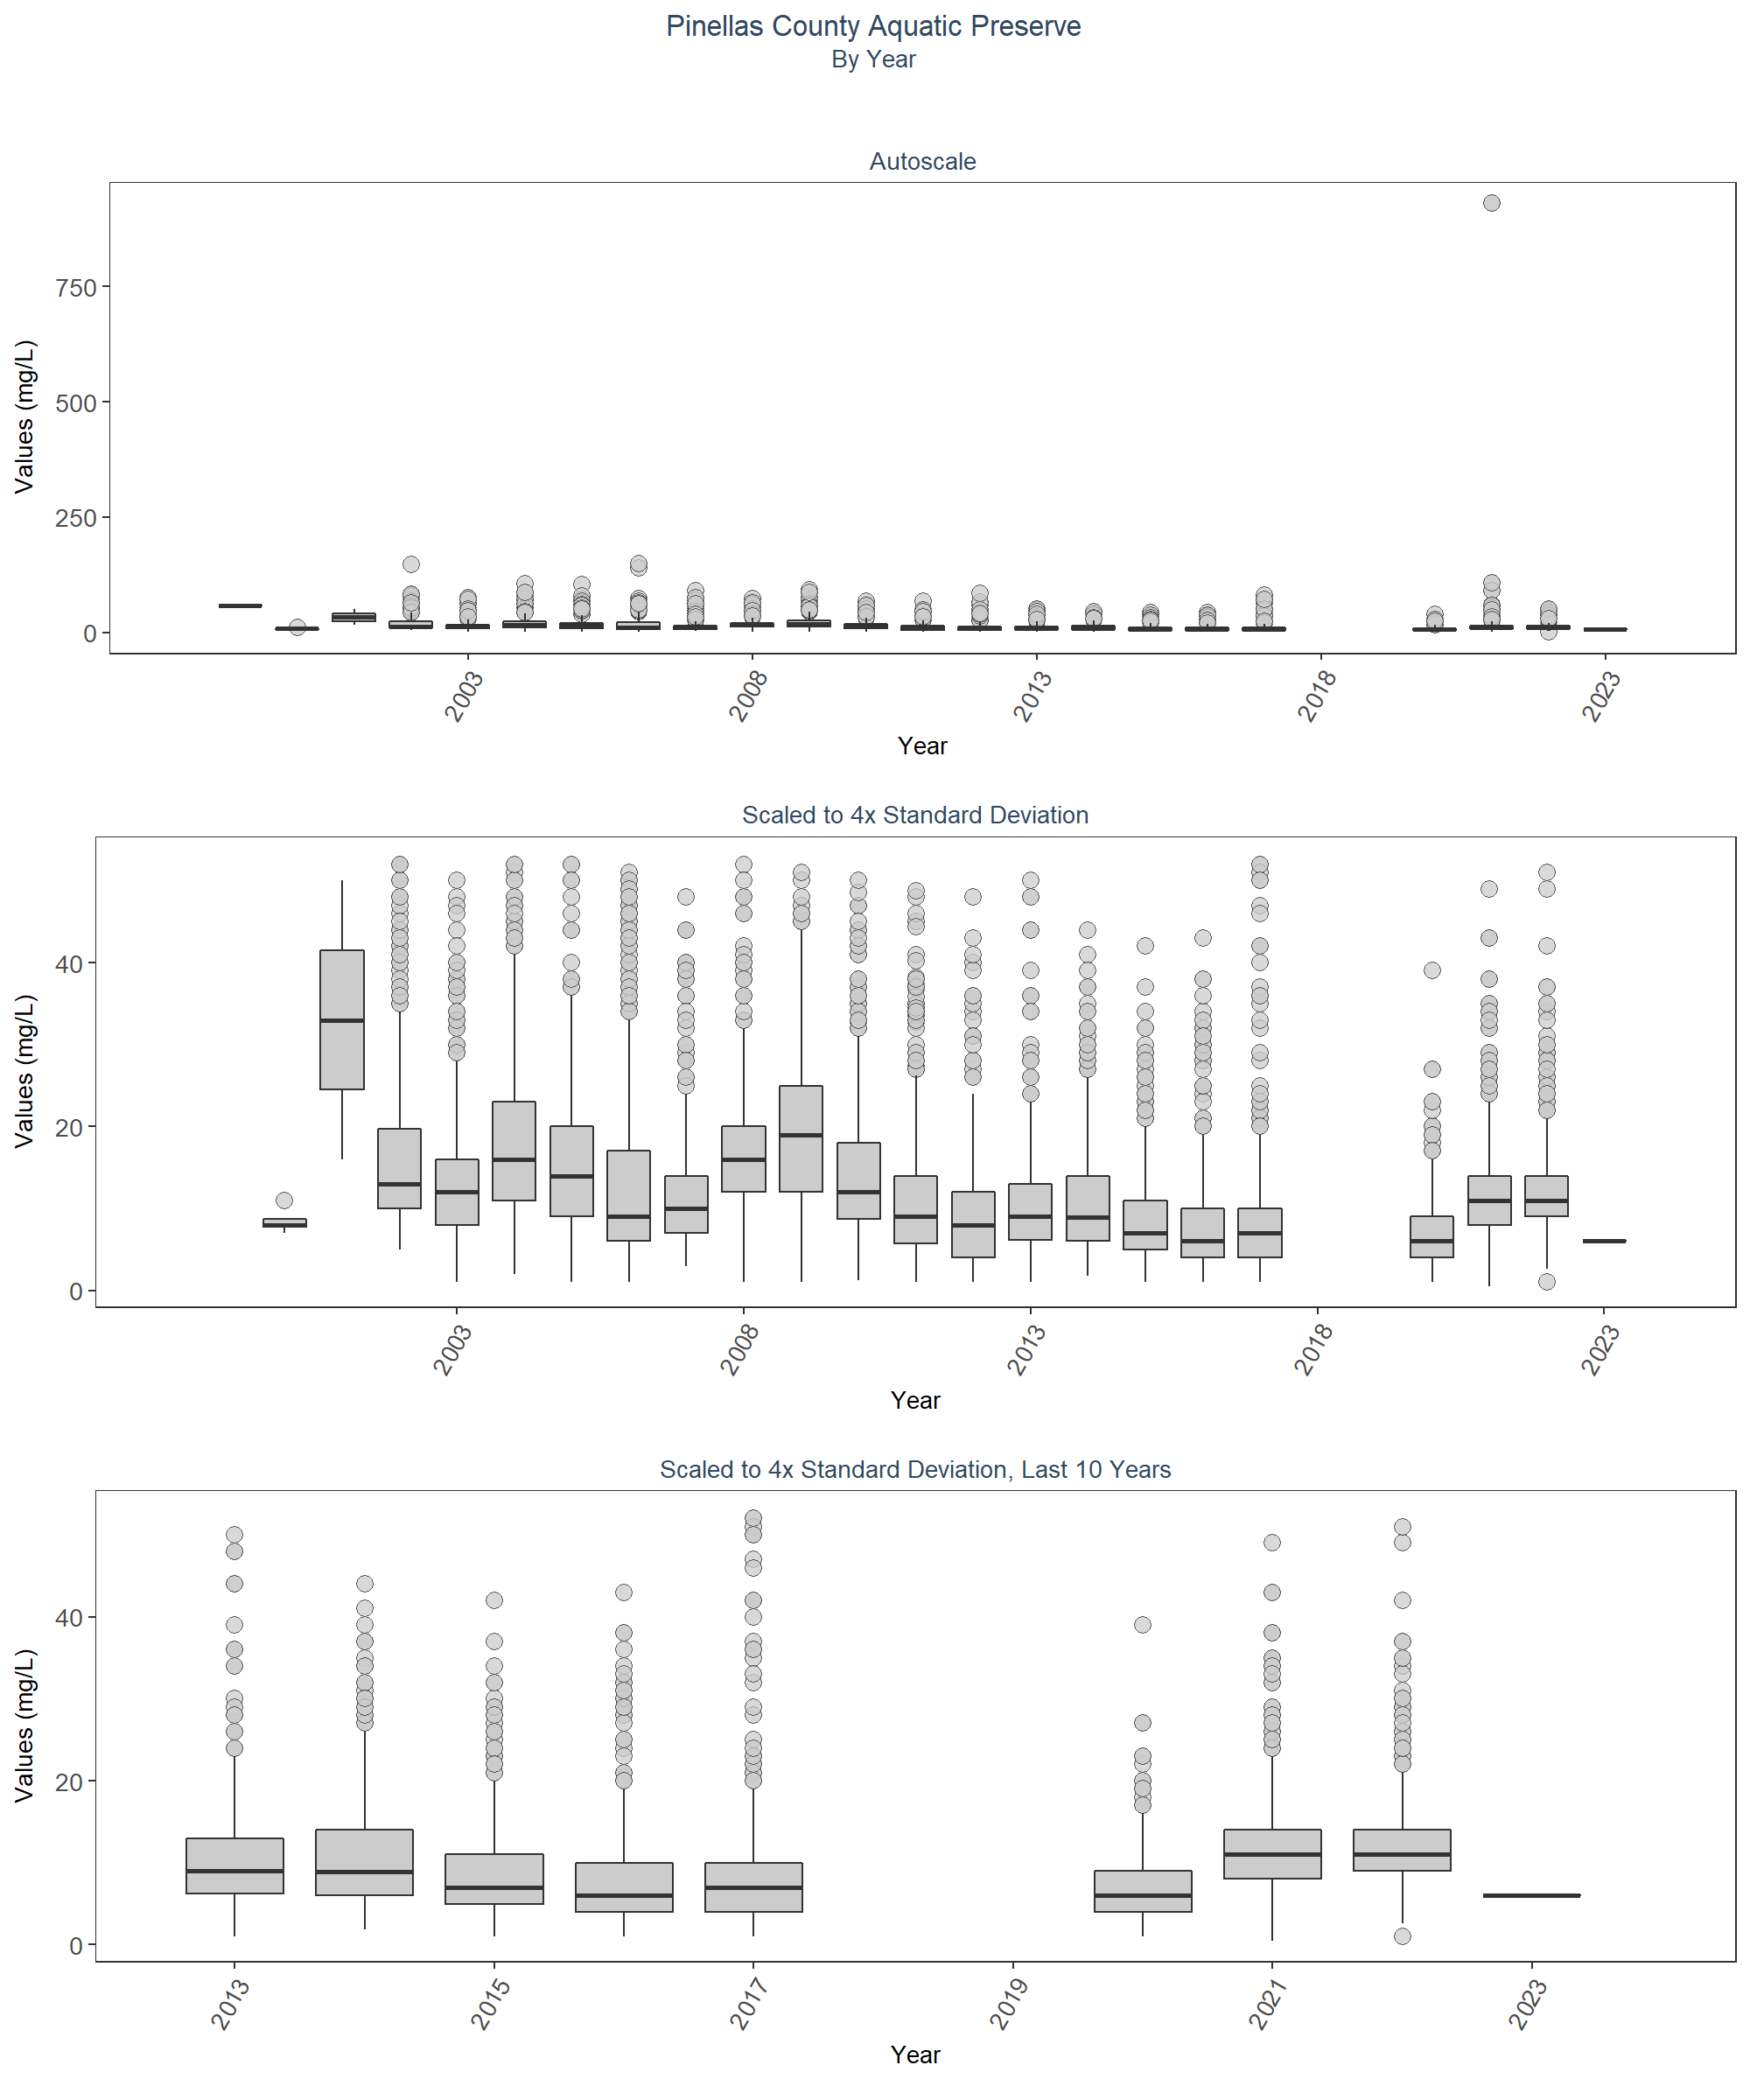 Pinellas County Aquatic Preserve
By Year
Autoscale
Values (mg/L)
750
500
250
0
2003
2008
2013
2018
2023
Year
Scaled to 4x Standard Deviation
Values (mg/L)
40
20
0
2003
2008
2013
2018
2023
Year
Scaled to 4x Standard Deviation, Last 10 Years
Values (mg/L)
40
20
0
2013
2015
2017
2019
2021
2023
Year